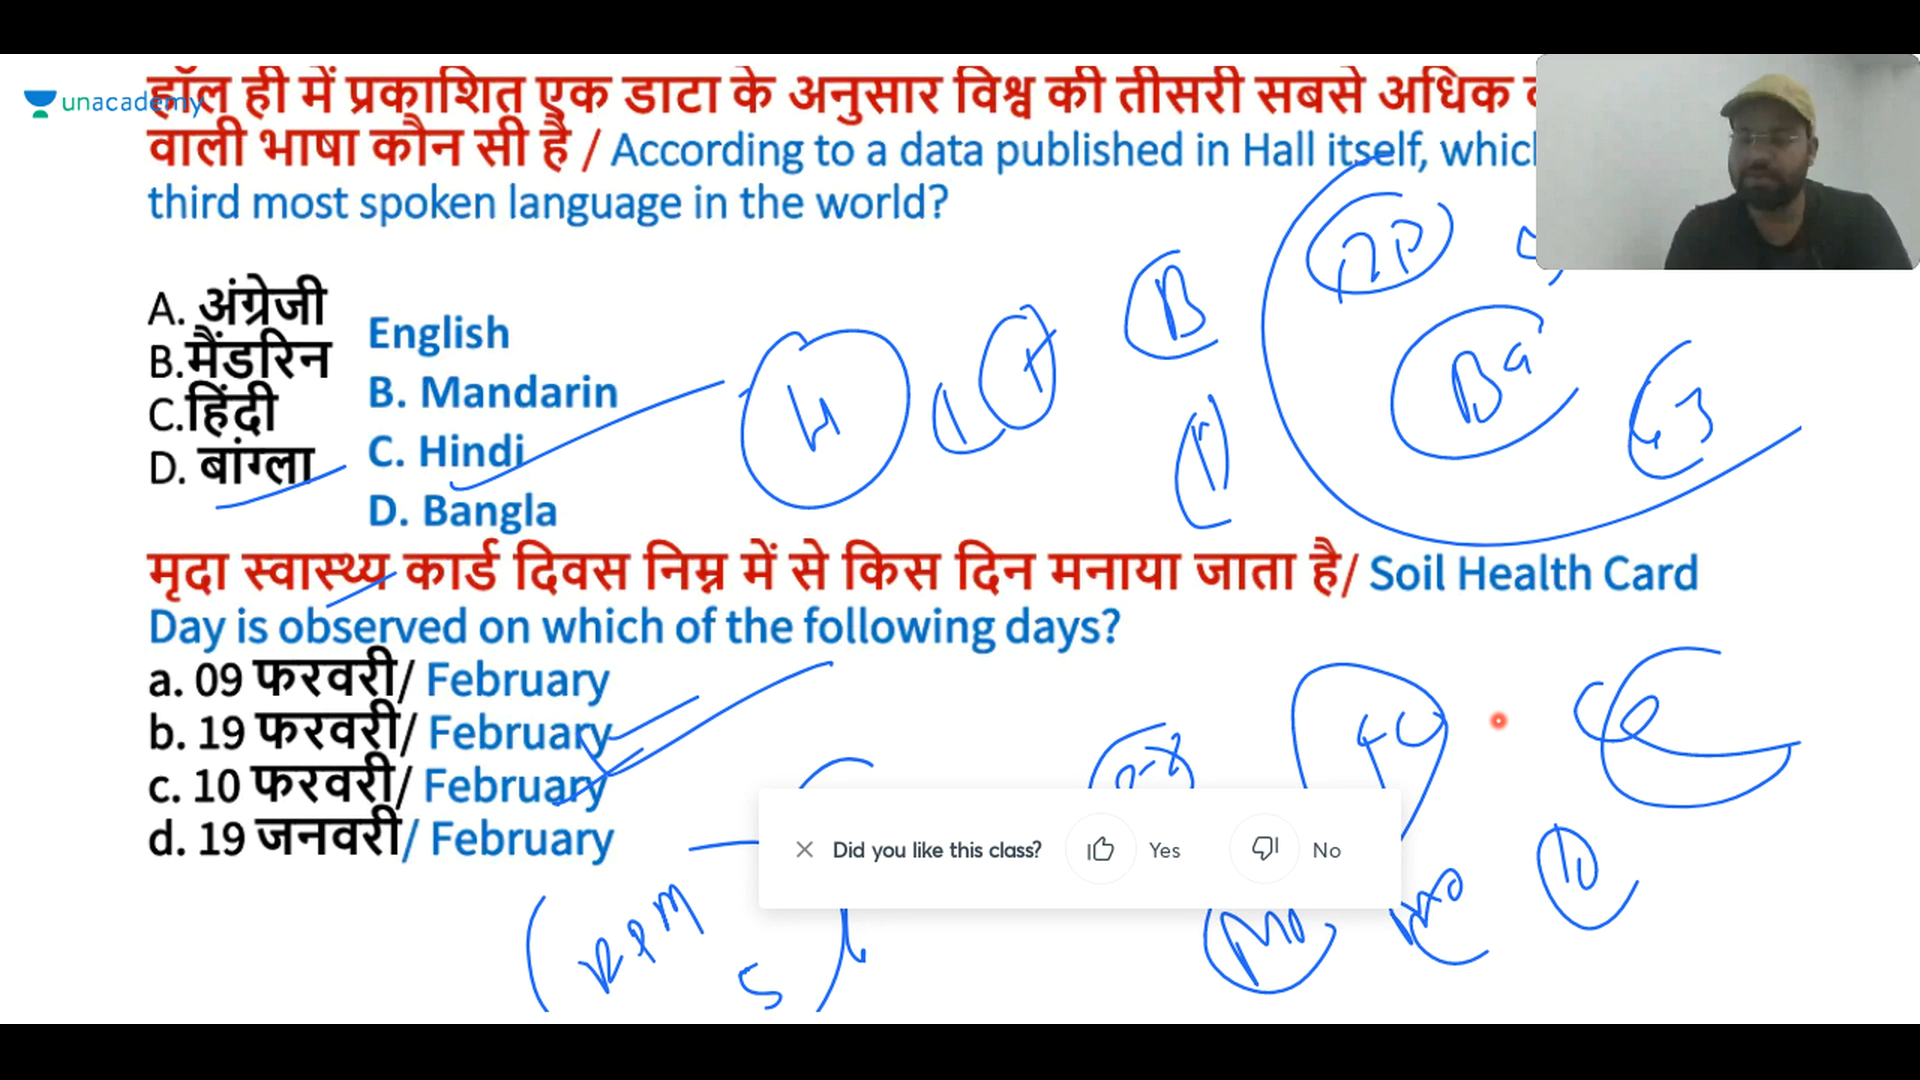 unacademy
हॉल ही में प्रकाशित एक डाटा के अनुसार विश्व की तीसरी सबसे अधिक
वाली भाषा कौन सी है / According to a data published in Hall itself, which
third most spoken language in the world?
A. अंग्रेजी
B.मैंडरिन
C.हिंदी
D. बांग्ला
English
B. Mandarin
C. Hindi
D. Bangla
मृदा स्वास्थ्य कार्ड दिवस निम्न में से किस दिन मनाया जाता है/ Soil Health Card
Day is observed on which of the following days?
a. 09 फरवरी/ February
b. 19 फरवरी/ February
c. 10 फरवरी/ February
d. 19 जनवरी/ February
Did you like this class? Yes No